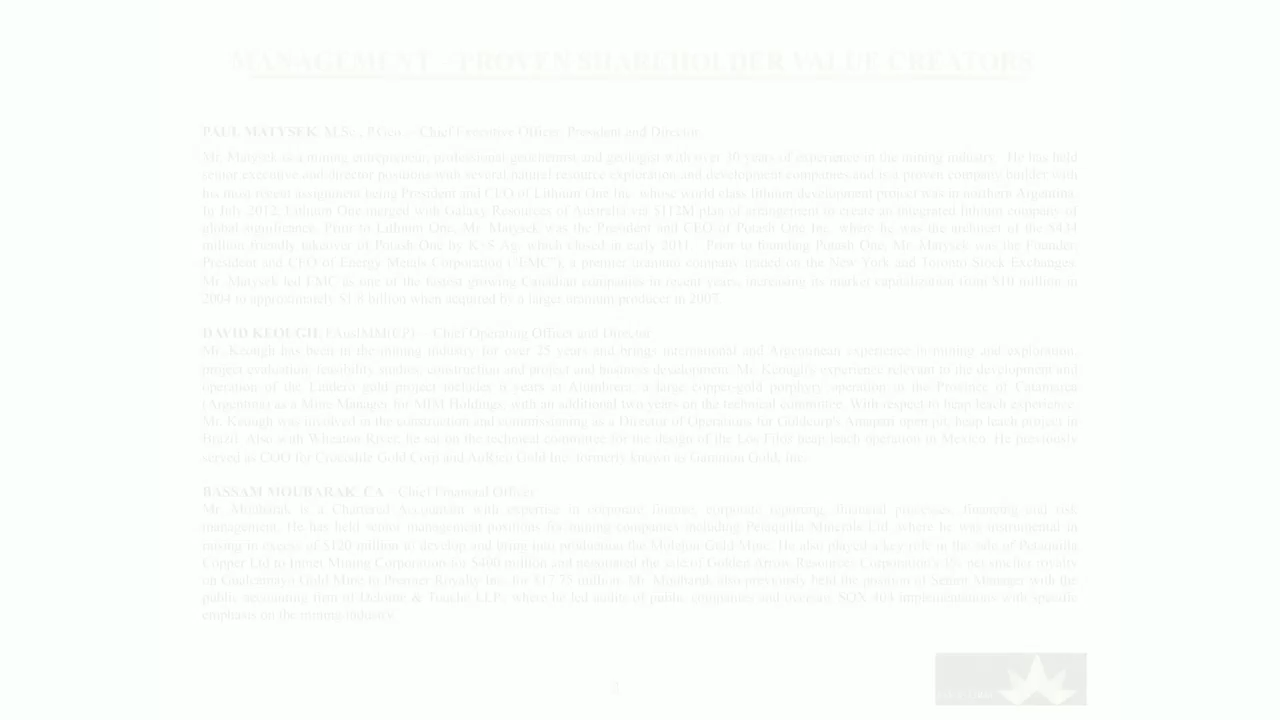 MANAGEMENT – PROVEN SHAREHOLDER VALUE CREATORS
PAUL MATYSEK, M.Sc., P.Geo. – Chief Executive Officer, President and Director
Mr. Matysek is a mining entrepreneur, professional geochemist and geologist with over 30 years of experience in the mining industry. He has held
senior executive and director positions with several natural resource exploration and development companies and is a proven company builder with
his most recent assignment being President and CEO of Lithium One Inc. whose world class lithium development project was in northern Argentina.
In July 2012, Lithium One merged with Galaxy Resources of Australia via $112M plan of arrangement to create an integrated lithium company of
global significance. Prior to Lithium One, Mr. Matysek was the President and CEO of Potash One Inc. where he was the architect of the $434
million friendly takeover of Potash One by K+S Ag, which closed in early 2011. Prior to founding Potash One, Mr. Matysek was the Founder,
President and CEO of Energy Metals Corporation ("EMC"), a premier uranium company traded on the New York and Toronto Stock Exchanges.
Mr. Matysek led EMC as one of the fastest growing Canadian companies in recent years, increasing its market capitalization from $10 million in
2004 to approximately $1.8 billion when acquired by a larger uranium producer in 2007.
DAVID KEOUGH, FAusIMM(CP) – Chief Operating Officer and Director
Mr. Keough has been in the mining industry for over 25 years and brings international and Argentinean experience in mining and exploration,
project evaluation, feasibility studies, construction and project and business development. Mr. Keough's experience relevant to the development and
operation of the Lindero gold project includes 6 years at Alumbrera, a large copper-gold porphyry operation in the Province of Catamarca
(Argentina) as a Mine Manager for MIM Holdings, with an additional two years on the technical committee. With respect to heap leach experience,
Mr. Keough was involved in the construction and commissioning as a Director of Operations for Goldcorp's Amapari open pit, heap leach project in
Brazil. Also with Wheaton River, he sat on the technical committee for the design of the Los Filos heap leach operation in Mexico. He previously
served as COO for Crocodile Gold Corp and AuRico Gold Inc. formerly known as Gammon Gold, Inc.
BASSAM MOUBARAK, CA – Chief Financial Officer
Mr. Moubarak is a Chartered Accountant with expertise in corporate finance, corporate reporting, financial processes, financing and risk
management. He has held senior management positions for mining companies including Petaquilla Minerals Ltd. where he was instrumental in
raising in excess of $120 million to develop and bring into production the Molejon Gold Mine. He also played a key role in the sale of Petaquilla
Copper Ltd to Inmet Mining Corporation for $400 million and negotiated the sale of Golden Arrow Resources Corporation's 1% net smelter royalty
on Gualcamayo Gold Mine to Premier Royalty Inc. for $17.75 million. Mr. Moubarak also previously held the position of Senior Manager with the
public accounting firm of Deloitte & Touche LLP, where he led audits of public companies and oversaw SOX 404 implementations with specific
emphasis on the mining industry.